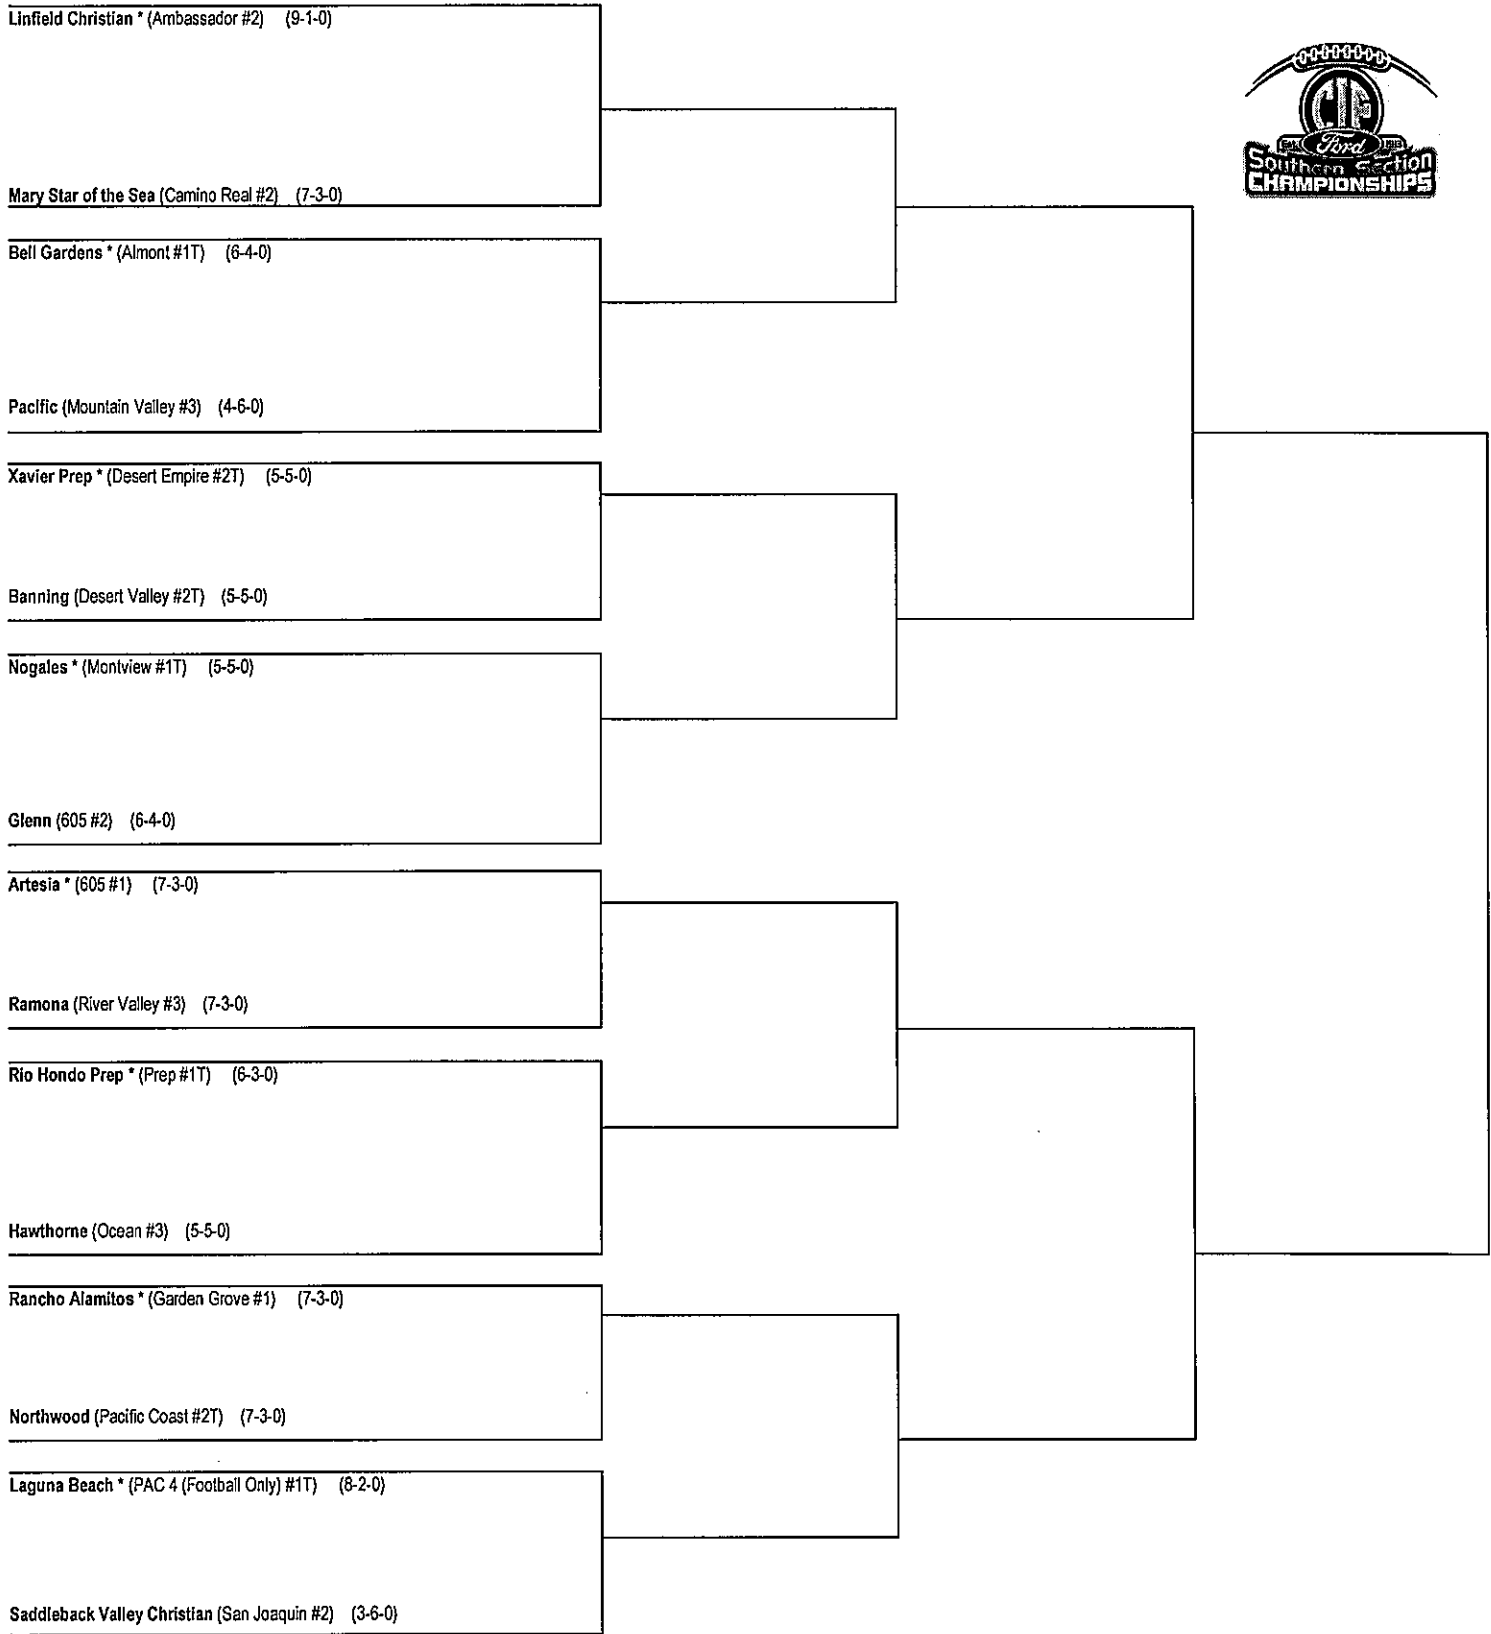 Linfield Christian * (Ambassador #2) (9-1-0)
CIF
Ford
Southern Section
CHAMPIONSHIPS
Mary Star of the Sea (Camino Real #2) (7-3-0)
Bell Gardens * (Almont #1T) (6-4-0)
Pacific (Mountain Valley #3) (4-6-0)
Xavier Prep * (Desert Empire #2T) (5-5-0)
Banning (Desert Valley #2T) (5-5-0)
Nogales * (Montview #1T) (5-5-0)
Glenn (605 #2) (6-4-0)
Artesia * (605 #1) (7-3-0)
Ramona (River Valley #3) (7-3-0)
Rio Hondo Prep * (Prep #1T) (6-3-0)
Hawthorne (Ocean #3) (5-5-0)
Rancho Alamitos * (Garden Grove #1) (7-3-0)
Northwood (Pacific Coast #2T) (7-3-0)
Laguna Beach * (PAC 4 (Football Only) #1T) (8-2-0)
Saddleback Valley Christian (San Joaquin #2) (3-6-0)